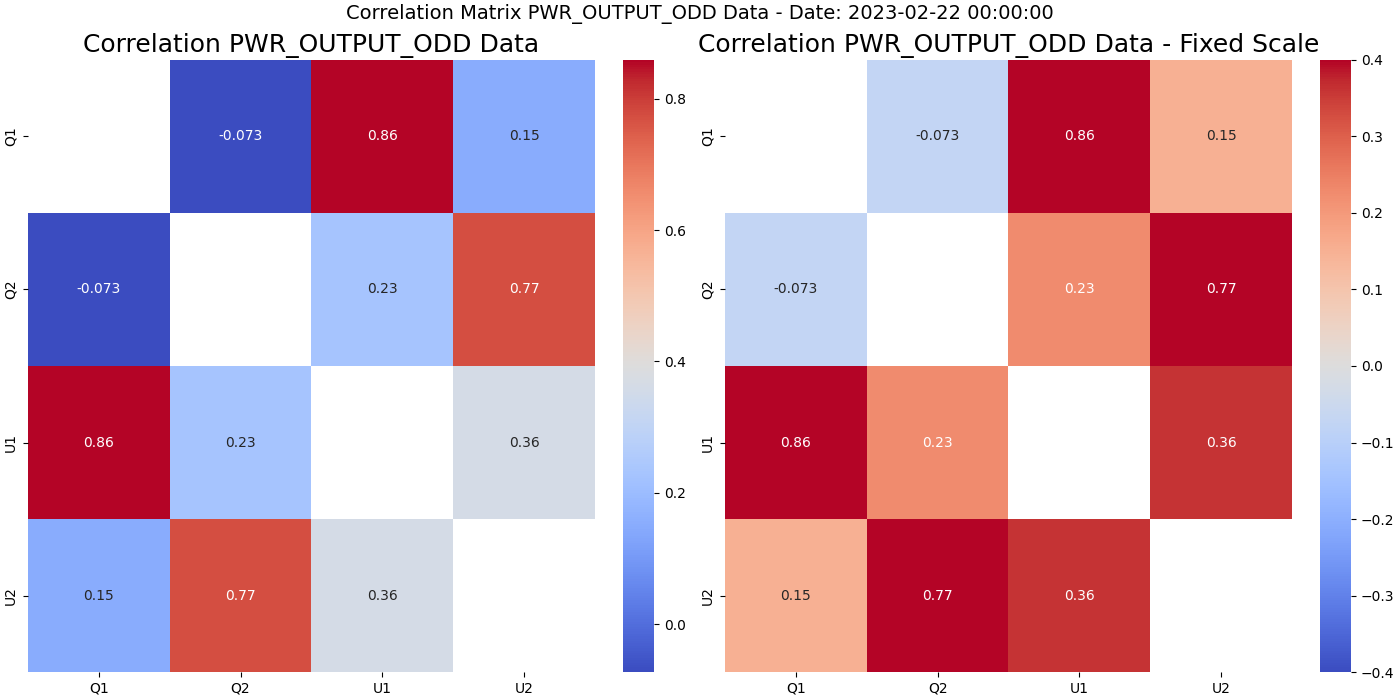 Correlation Matrix PWR_OUTPUT_ODD Data - Date: 2023-02-22 00:00:00
Correlation PWR_OUTPUT_ODD Data
Q1
-0.073
0.86
0.15
Q2
-0.073
0.23
0.77
U1
0.86
0.23
0.36
U2
0.15
0.77
0.36
Q1
Q2
U1
U2
0.8
0.6
0.4
0.2
0.0
Correlation PWR_OUTPUT_ODD Data - Fixed Scale
Q1
-0.073
0.86
0.15
Q2
-0.073
0.23
0.77
U1
0.86
0.23
0.36
U2
0.15
0.77
0.36
Q1
Q2
U1
U2
0.4
0.3
0.2
0.1
0.0
−0.1
−0.2
−0.3
−0.4